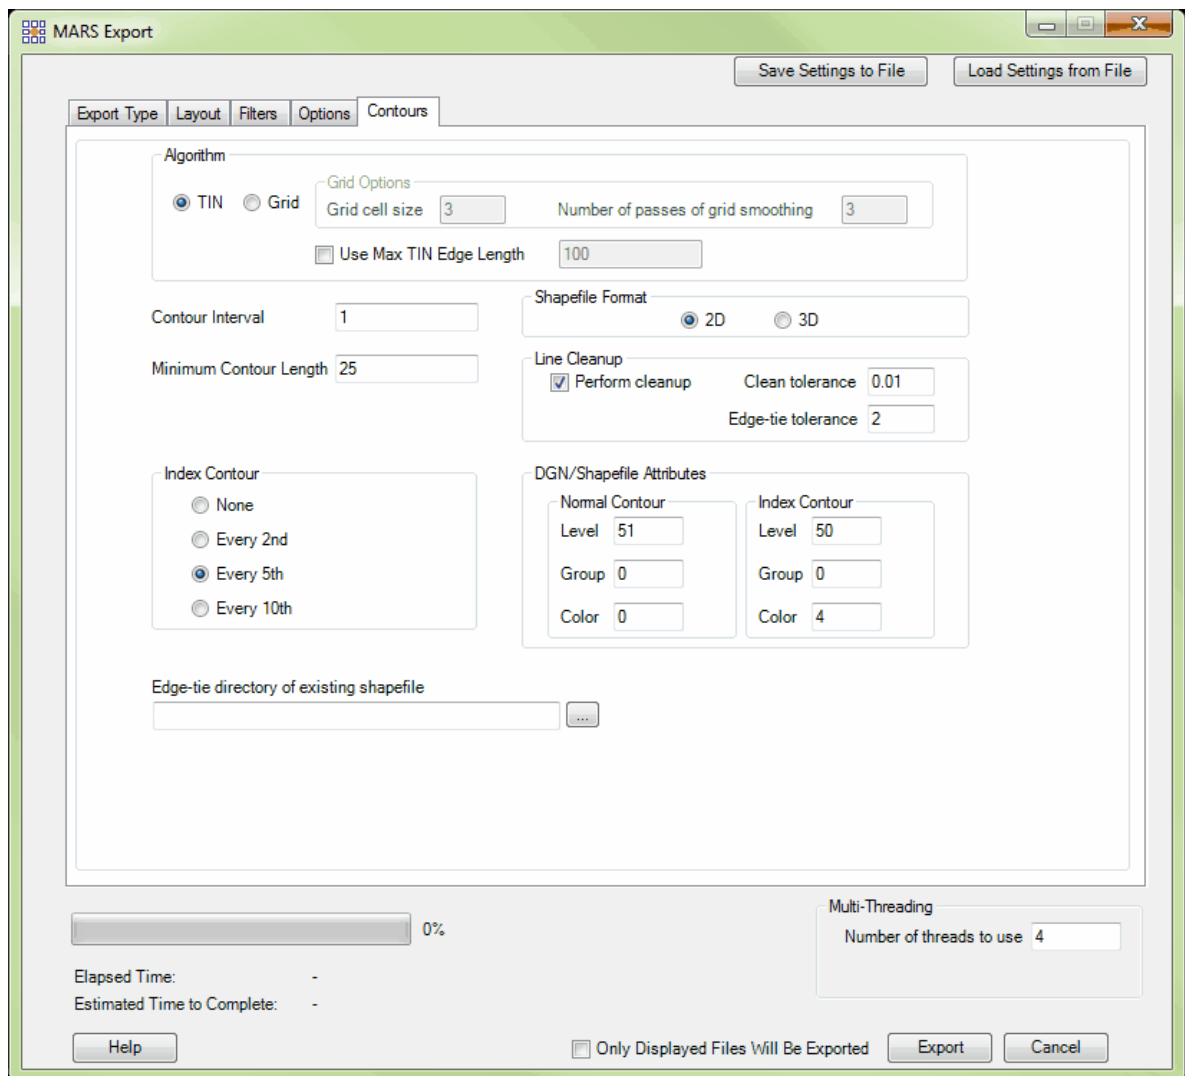 MARS Export
Save Settings to File Load Settings from File
Export Type Layout Filters Options Contours
Algorithm
Grid Options
TIN Grid Grid cell size 3 Number of passes of grid smoothing 3
Use Max TIN Edge Length 100
Shapefile Format
Contour Interval 1 2D 3D
Line Cleanup
Minimum Contour Length 25 Perform cleanup Clean tolerance 0.01
Edge-tie tolerance 2
Index Contour DGN/Shapefile Attributes
None Normal Contour Index Contour
Level 51 Level 50
Every 2nd
Every 5th Group 0 Group 0
Every 10th Color 0 Color 4
Edge-tie directory of existing shapefile
...
Multi-Threading
0% Number of threads to use 4
Elapsed Time: -
Estimated Time to Complete: -
Help Only Displayed Files Will Be Exported Export Cancel